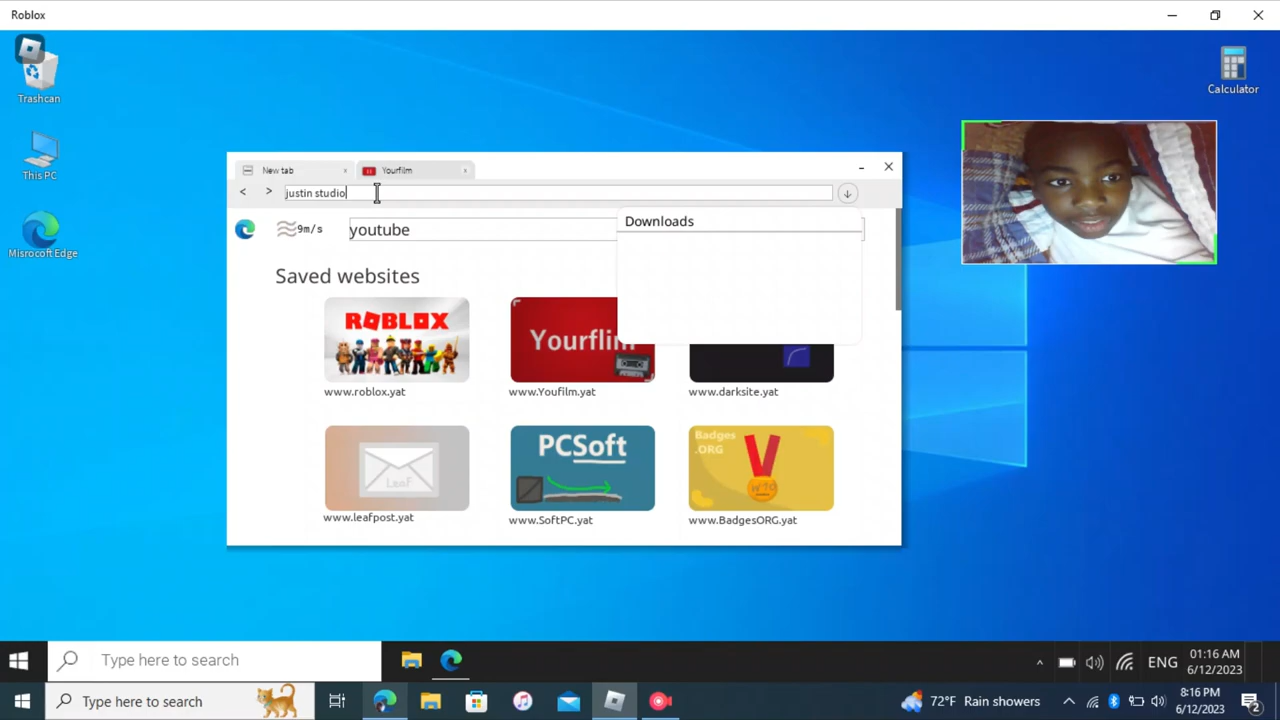 Roblox
Trashcan
This PC
Misrocoft Edge
Calculator
New tab
Yourfilm
justin studio
9m/s
youtube
Downloads
Saved websites
ROBLOX
Yourflim
www.roblox.yat
www.Youfilm.yat
www.darksite.yat
Leaf
PCSoft
Badges
.ORG
www.leafpost.yat
www.SoftPC.yat
www.BadgesORG.yat
Type here to search
ENG
01:16 AM
6/12/2023
Type here to search
72°F Rain showers
8:16 PM
6/12/2023
2